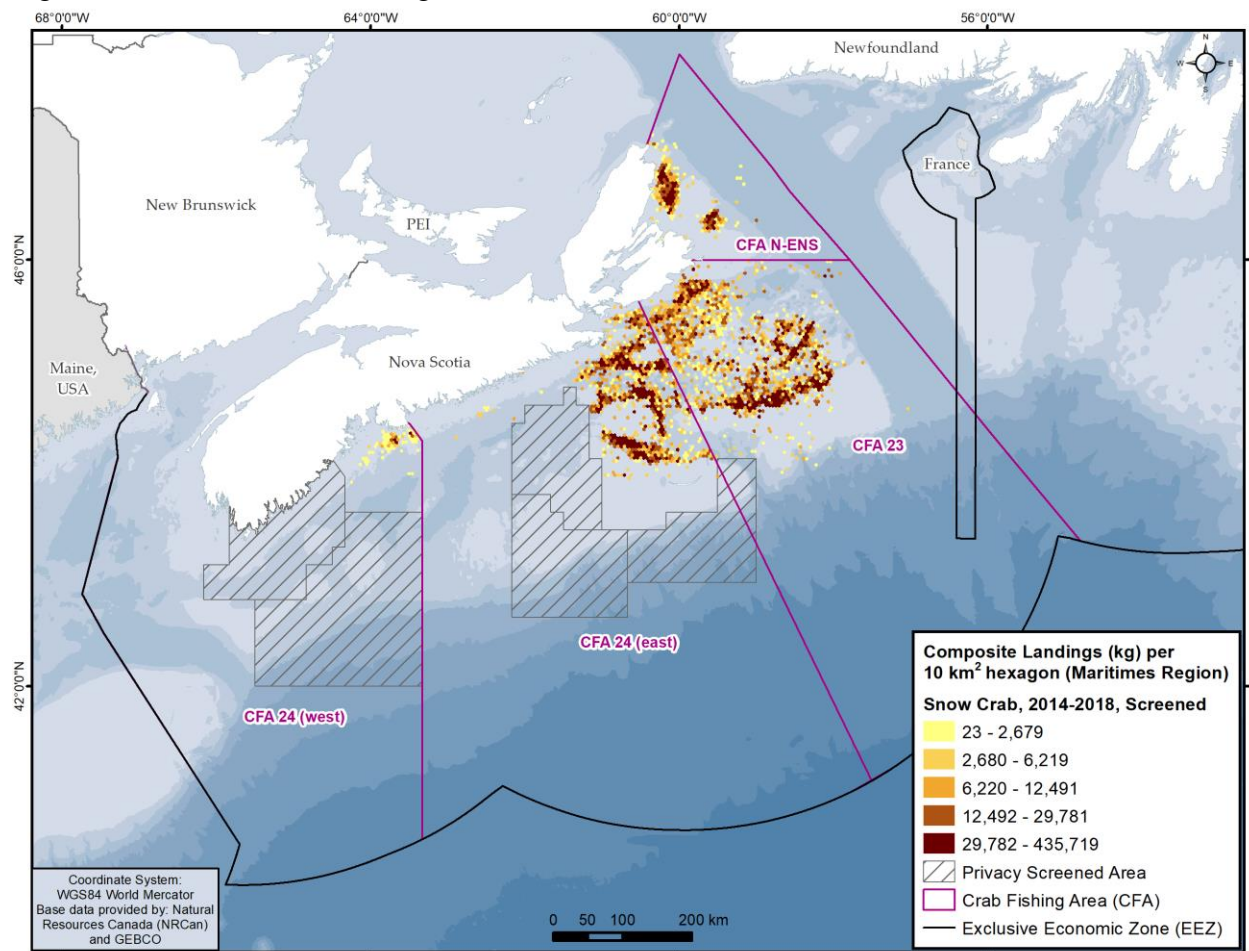 68°0'0"W
64°0'0"W
60°0'0"W
56°0'0"W
Newfoundland
N
W
E
S
France
New Brunswick
PEI
46°0'0"N
CFA N-ENS
Maine,
USA
Nova Scotia
CFA 23
CFA 24 (east)
42°0'0"N
CFA 24 (west)
Composite Landings (kg) per
10 km² hexagon (Maritimes Region)
Snow Crab, 2014-2018, Screened
23 - 2,679
2,680 - 6,219
6,220 - 12,491
12,492 - 29,781
29,782 - 435,719
Privacy Screened Area
Crab Fishing Area (CFA)
Exclusive Economic Zone (EEZ)
Coordinate System:
WGS84 World Mercator
Base data provided by: Natural
Resources Canada (NRCan)
and GEBCO
0 50 100 200 km